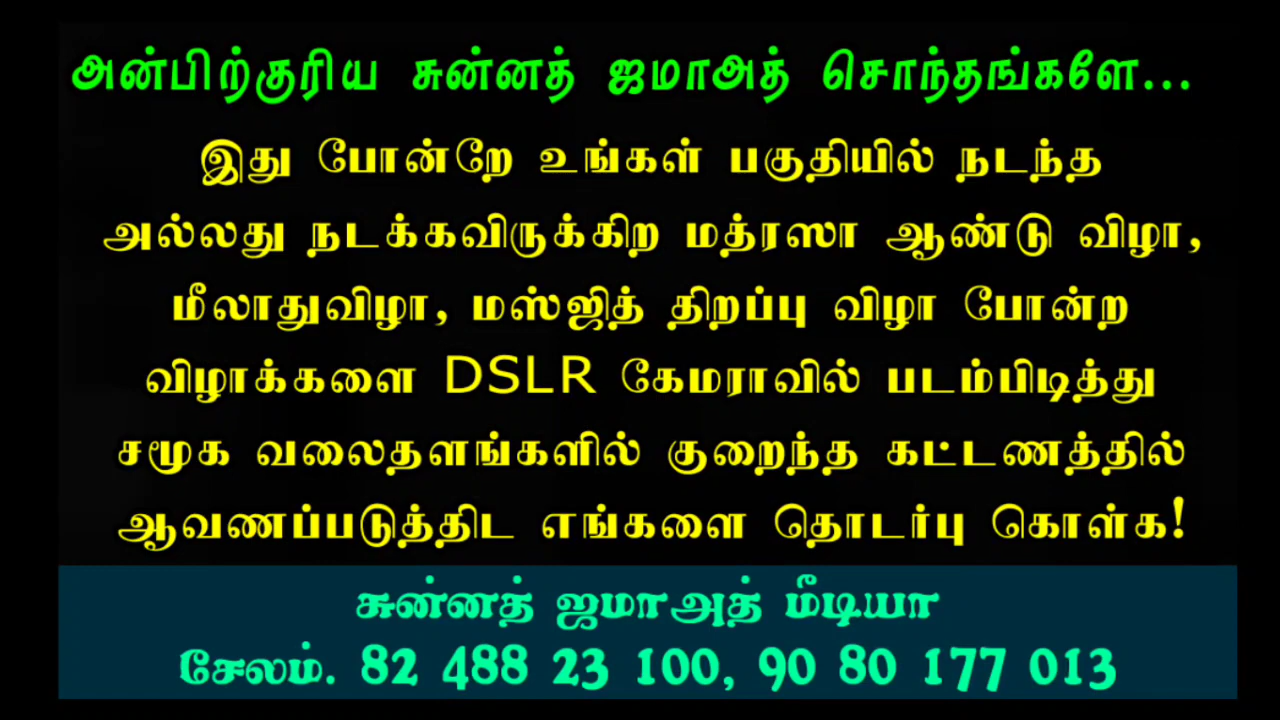 அன்பிற்குரிய சுன்னத் ஜமாஅத் சொந்தங்களே...
இது போன்றே உங்கள் பகுதியில் நடந்த
அல்லது நடக்கவிருக்கிற மத்ரஸா ஆண்டு விழா,
மீலாதுவிழா, மஸ்ஜித் திறப்பு விழா போன்ற
விழாக்களை DSLR கேமராவில் படம்பிடித்து
சமூக வலைதளங்களில் குறைந்த கட்டணத்தில்
ஆவணப்படுத்திட எங்களை தொடர்பு கொள்க!
சுன்னத் ஜமாஅத் மீடியா
சேலம். 82 488 23 100, 90 80 177 013